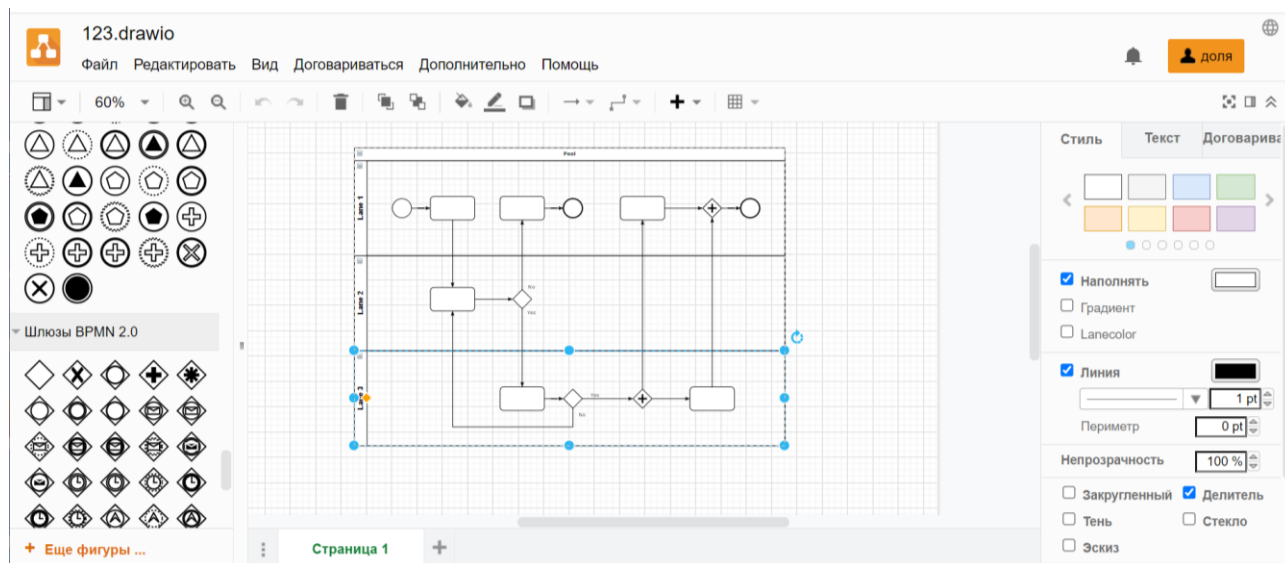 123.drawio
Файл Редактировать Вид Договариваться Дополнительно Помощь
доля
60%
Стиль Текст Договарива
Pool
Lane 1
Lane 2
No
Yes
Lane 3
Yes
No
Шлюзы BPMN 2.0
Наполнять
Градиент
Lanecolor
Линия
1 pt
Периметр 0 pt
Непрозрачность 100 %
Закругленный Делитель
Тень Стекло
Эскиз
+ Еще фигуры ...
Страница 1